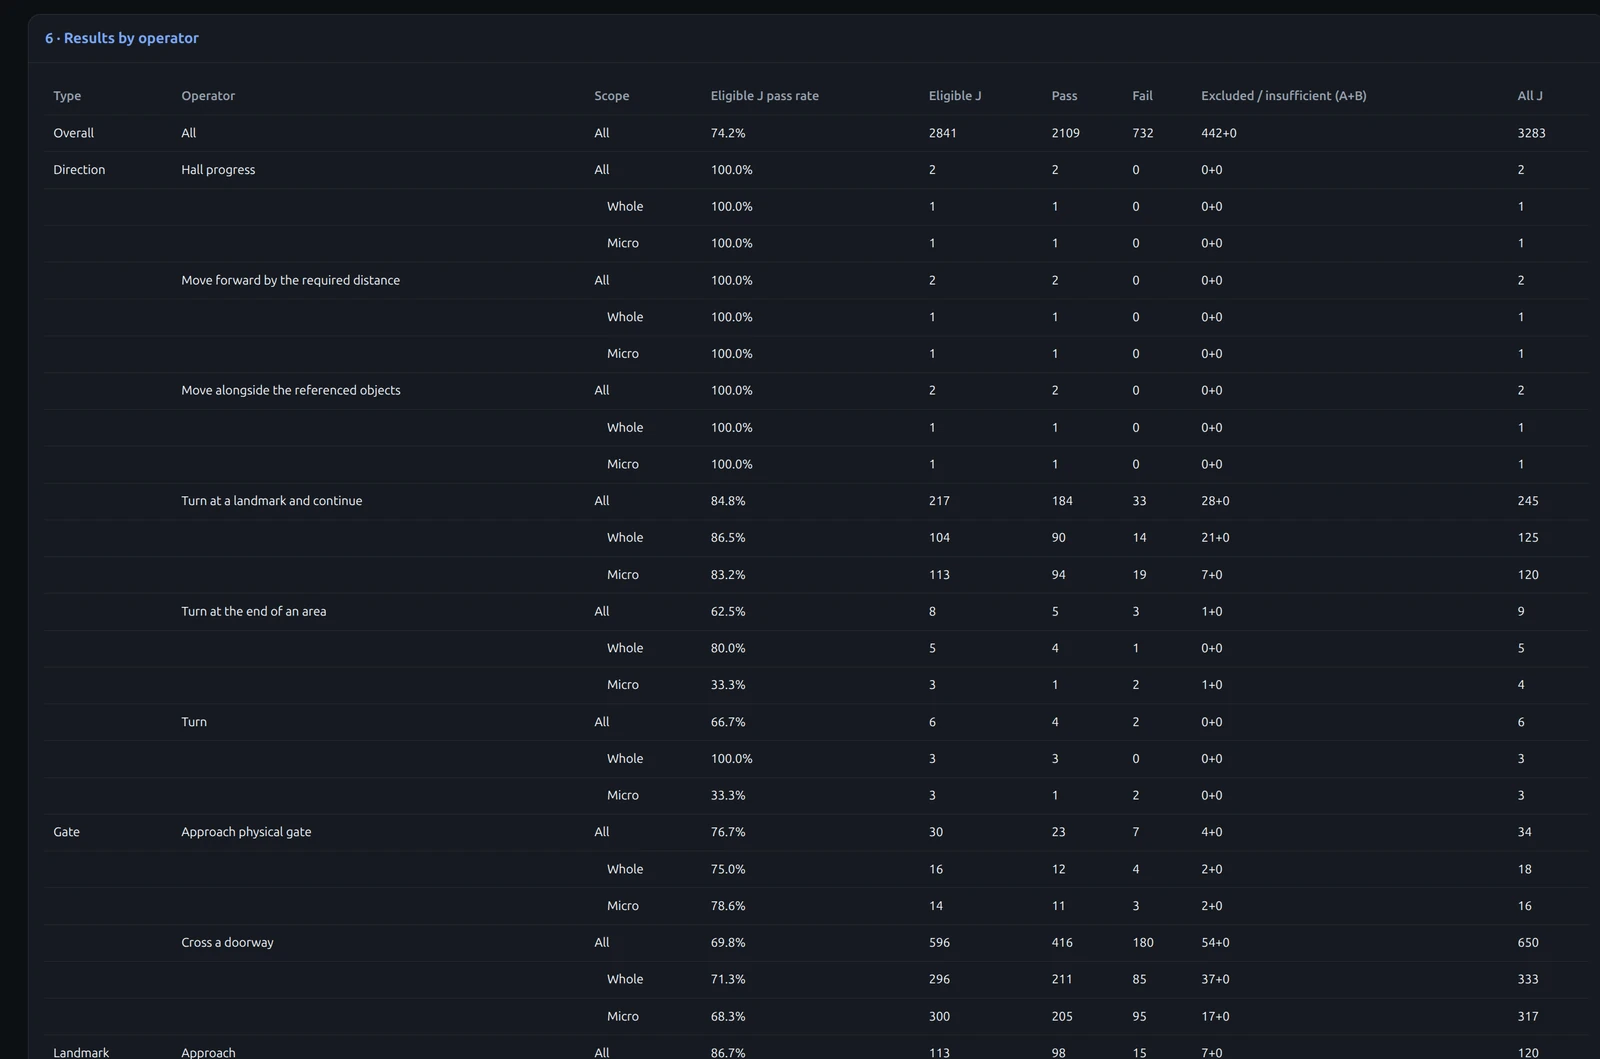 6 · Results by operator
Type Operator Scope Eligible J pass rate Eligible J Pass Fail Excluded / insufficient (A+B) All J
Overall All All 74.2% 2841 2109 732 442+0 3283
Direction Hall progress All 100.0% 2 2 0 0+0 2
Whole 100.0% 1 1 0 0+0 1
Micro 100.0% 1 1 0 0+0 1
Move forward by the required distance All 100.0% 2 2 0 0+0 2
Whole 100.0% 1 1 0 0+0 1
Micro 100.0% 1 1 0 0+0 1
Move alongside the referenced objects All 100.0% 2 2 0 0+0 2
Whole 100.0% 1 1 0 0+0 1
Micro 100.0% 1 1 0 0+0 1
Turn at a landmark and continue All 84.8% 217 184 33 28+0 245
Whole 86.5% 104 90 14 21+0 125
Micro 83.2% 113 94 19 7+0 120
Turn at the end of an area All 62.5% 8 5 3 1+0 9
Whole 80.0% 5 4 1 0+0 5
Micro 33.3% 3 1 2 1+0 4
Turn All 66.7% 6 4 2 0+0 6
Whole 100.0% 3 3 0 0+0 3
Micro 33.3% 3 1 2 0+0 3
Gate Approach physical gate All 76.7% 30 23 7 4+0 34
Whole 75.0% 16 12 4 2+0 18
Micro 78.6% 14 11 3 2+0 16
Cross a doorway All 69.8% 596 416 180 54+0 650
Whole 71.3% 296 211 85 37+0 333
Micro 68.3% 300 205 95 17+0 317
Landmark Approach All 86.7% 113 98 15 7+0 120